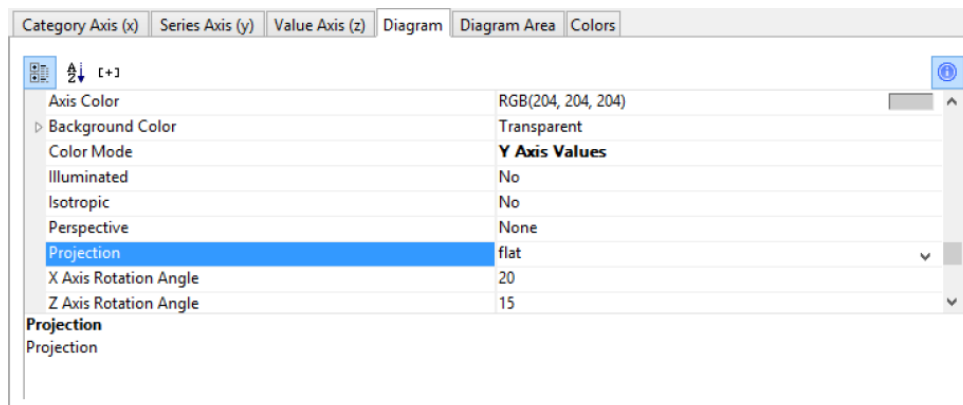 Category Axis (x) Series Axis (y) Value Axis (z) Diagram Diagram Area Colors
A Z [+]
Axis Color RGB(204, 204, 204)
Background Color Transparent
Color Mode Y Axis Values
Illuminated No
Isotropic No
Perspective None
Projection flat
X Axis Rotation Angle 20
Z Axis Rotation Angle 15
Projection
Projection